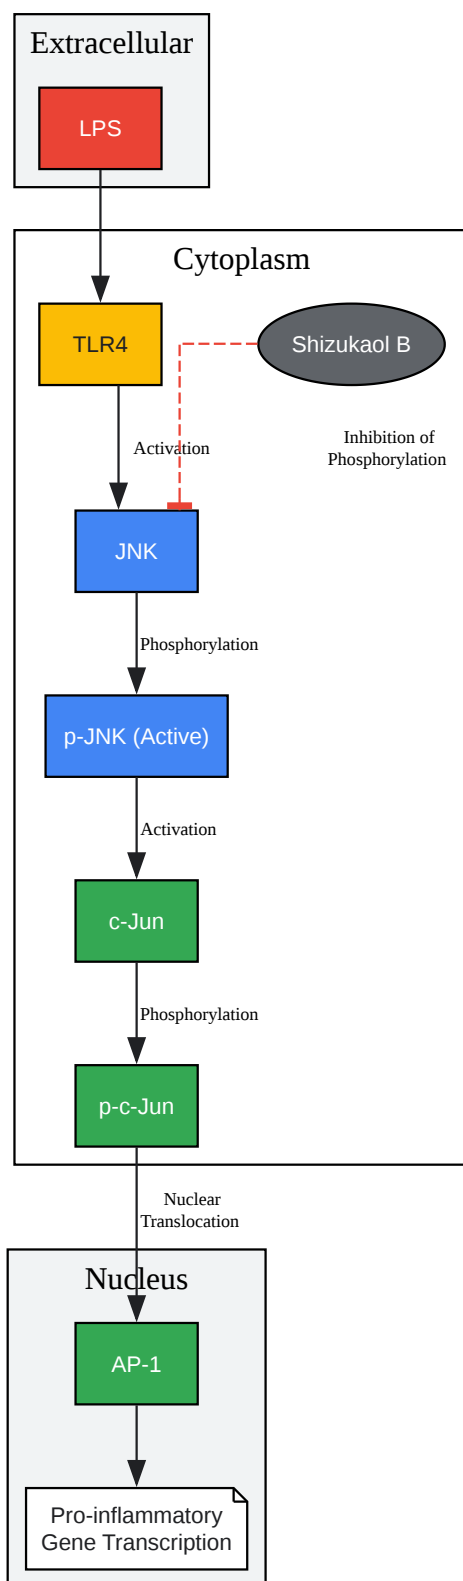 Extracellular
LPS
Cytoplasm
TLR4
Shizukaol B
Activation
Inhibition of
Phosphorylation
JNK
Phosphorylation
p-JNK (Active)
Activation
c-Jun
Phosphorylation
p-c-Jun
Nuclear
Translocation
Nucleus
AP-1
Pro-inflammatory
Gene Transcription